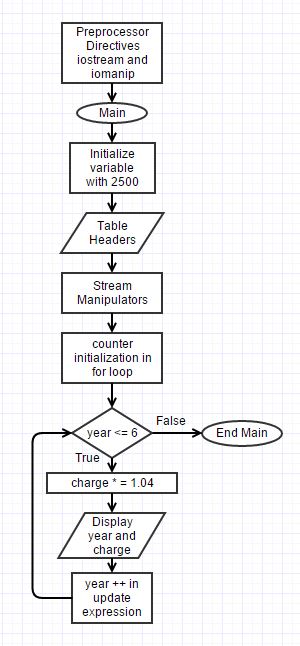 Preprocessor
Directives
iostream and
iomanip
Main
Initialize
variable
with 2500
Table
Headers
Stream
Manipulators
counter
initialization in
for loop
year <= 6
False
End Main
True
charge * = 1.04
Display
year and
charge
year ++ in
update
expression